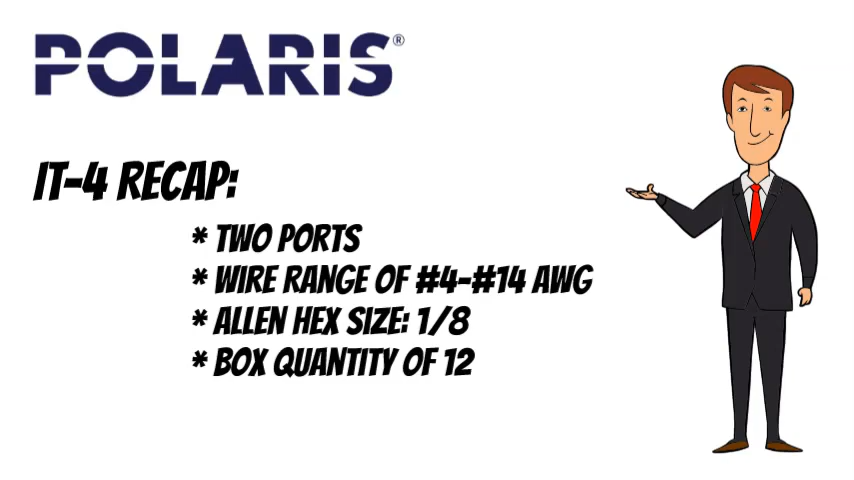 POLARIS®
IT-4 RECAP:
* TWO PORTS
* WIRE RANGE OF #4-#14 AWG
* ALLEN HEX SIZE: 1/8
* BOX QUANTITY OF 12